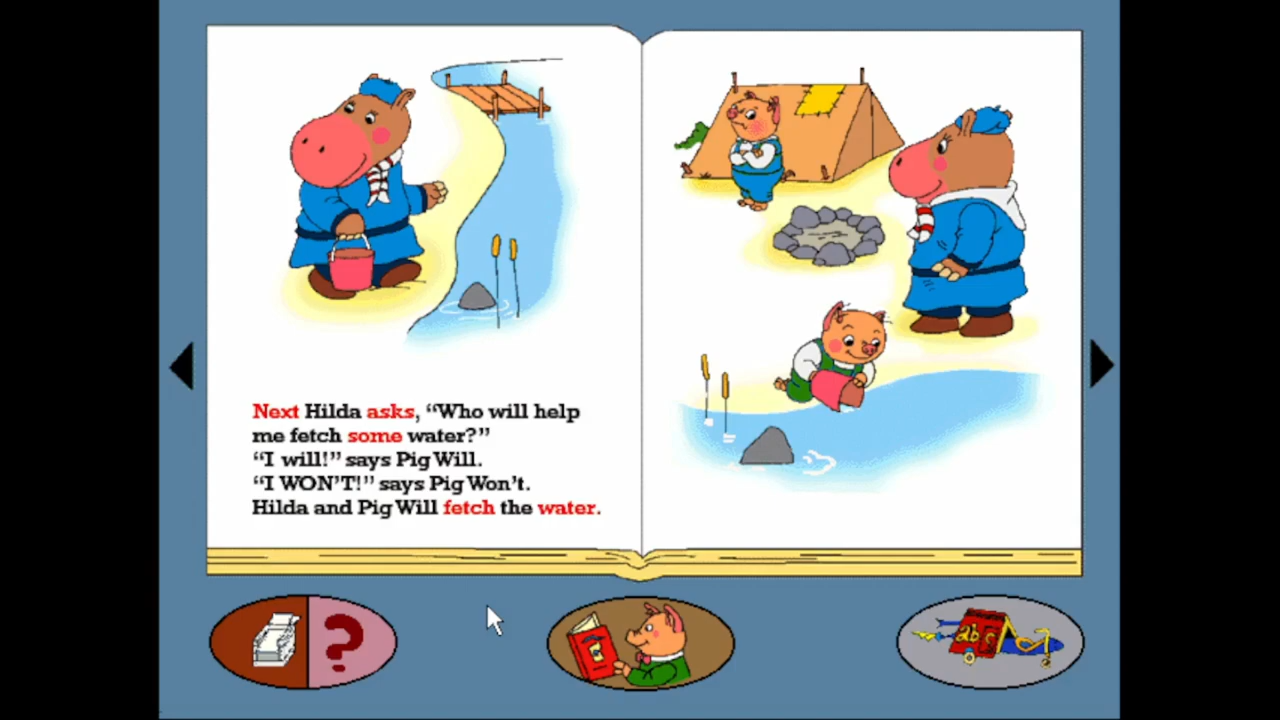 Next Hilda asks, “Who will help
me fetch some water?”
“I will!” says Pig Will.
“I WON’T!” says Pig Won’t.
Hilda and Pig Will fetch the water.
?
abc